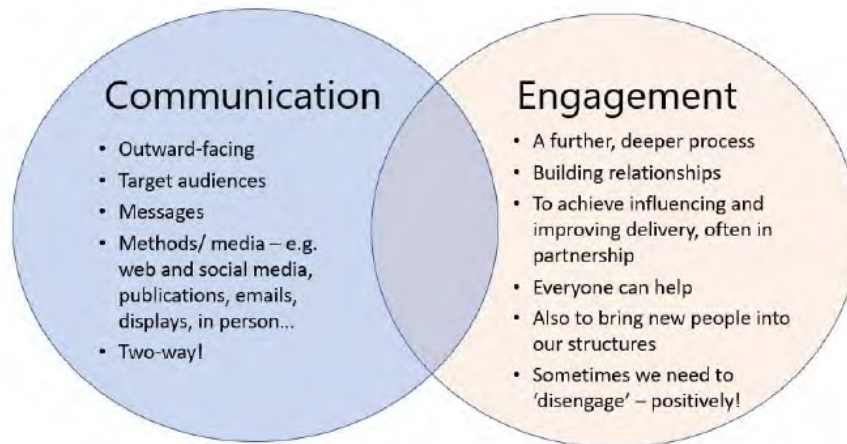 Communication
• Outward-facing
• Target audiences
• Messages
• Methods/ media – e.g.
web and social media,
publications, emails,
displays, in person...
• Two-way!
Engagement
• A further, deeper process
• Building relationships
• To achieve influencing and
improving delivery, often in
partnership
• Everyone can help
• Also to bring new people into
our structures
• Sometimes we need to
‘disengage’ – positively!